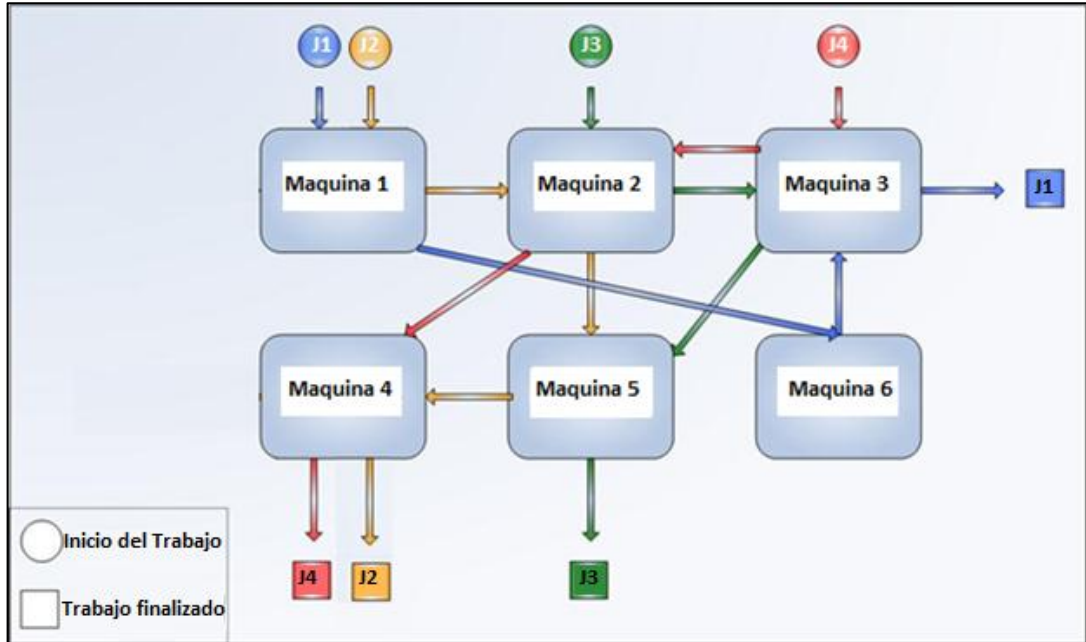 J1 J2 J3 J4
Maquina 1 Maquina 2 Maquina 3
J1
Maquina 4 Maquina 5 Maquina 6
Inicio del Trabajo
J4 J2 J3
Trabajo finalizado